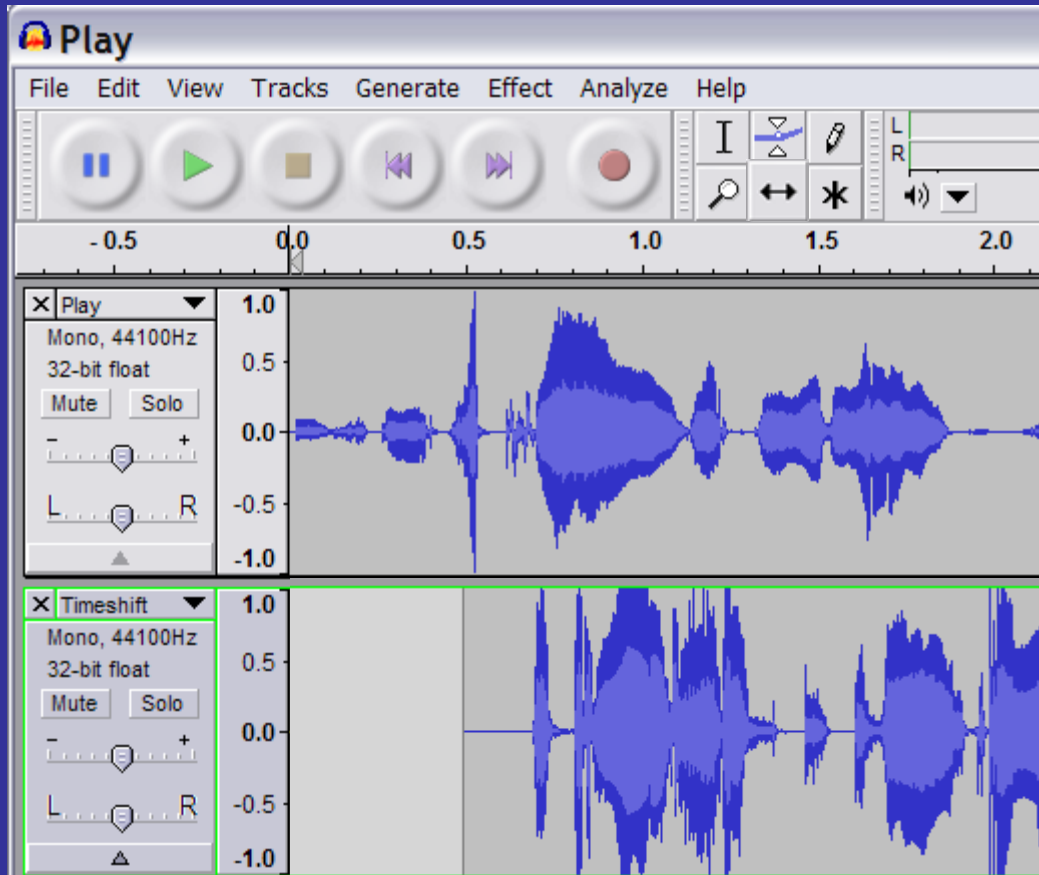 Play
File Edit View Tracks Generate Effect Analyze Help
L
R
- 0.5 0.0 0.5 1.0 1.5 2.0
Play
Mono, 44100Hz
32-bit float
Mute Solo
- +
L R
1.0
0.5
0.0
-0.5
-1.0
Timeshift
Mono, 44100Hz
32-bit float
Mute Solo
- +
L R
1.0
0.5
0.0
-0.5
-1.0